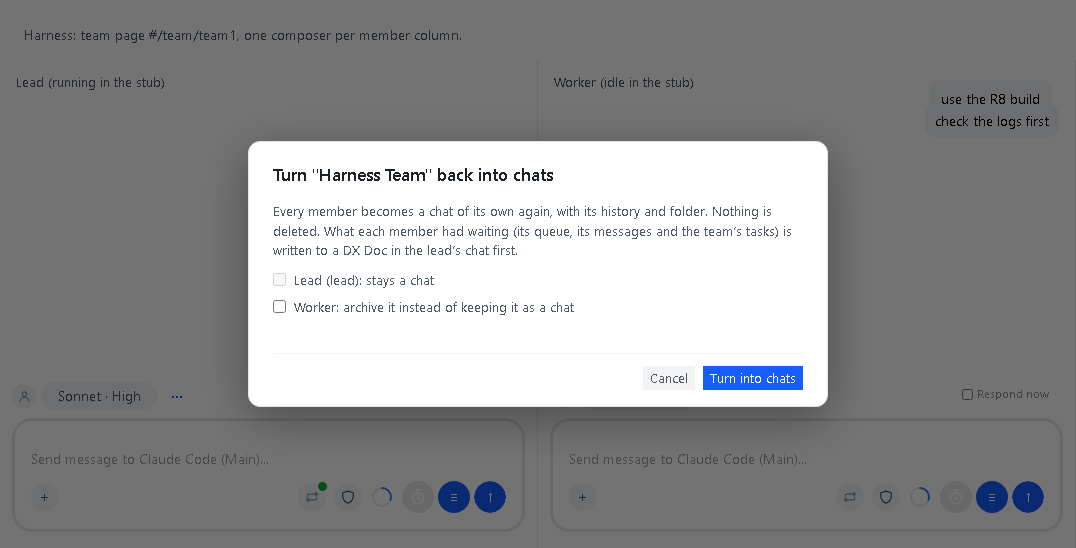 Harness: team page #/team/team1, one composer per member column.
Lead (running in the stub)
Worker (idle in the stub)
use the R8 build
check the logs first
Turn "Harness Team" back into chats
Every member becomes a chat of its own again, with its history and folder. Nothing is
deleted. What each member had waiting (its queue, its messages and the team's tasks) is
written to a DX Doc in the lead's chat first.
Lead (lead): stays a chat
Worker: archive it instead of keeping it as a chat
Cancel
Turn into chats
Sonnet · High
Respond now
Send message to Claude Code (Main)...
Send message to Claude Code (Main)...